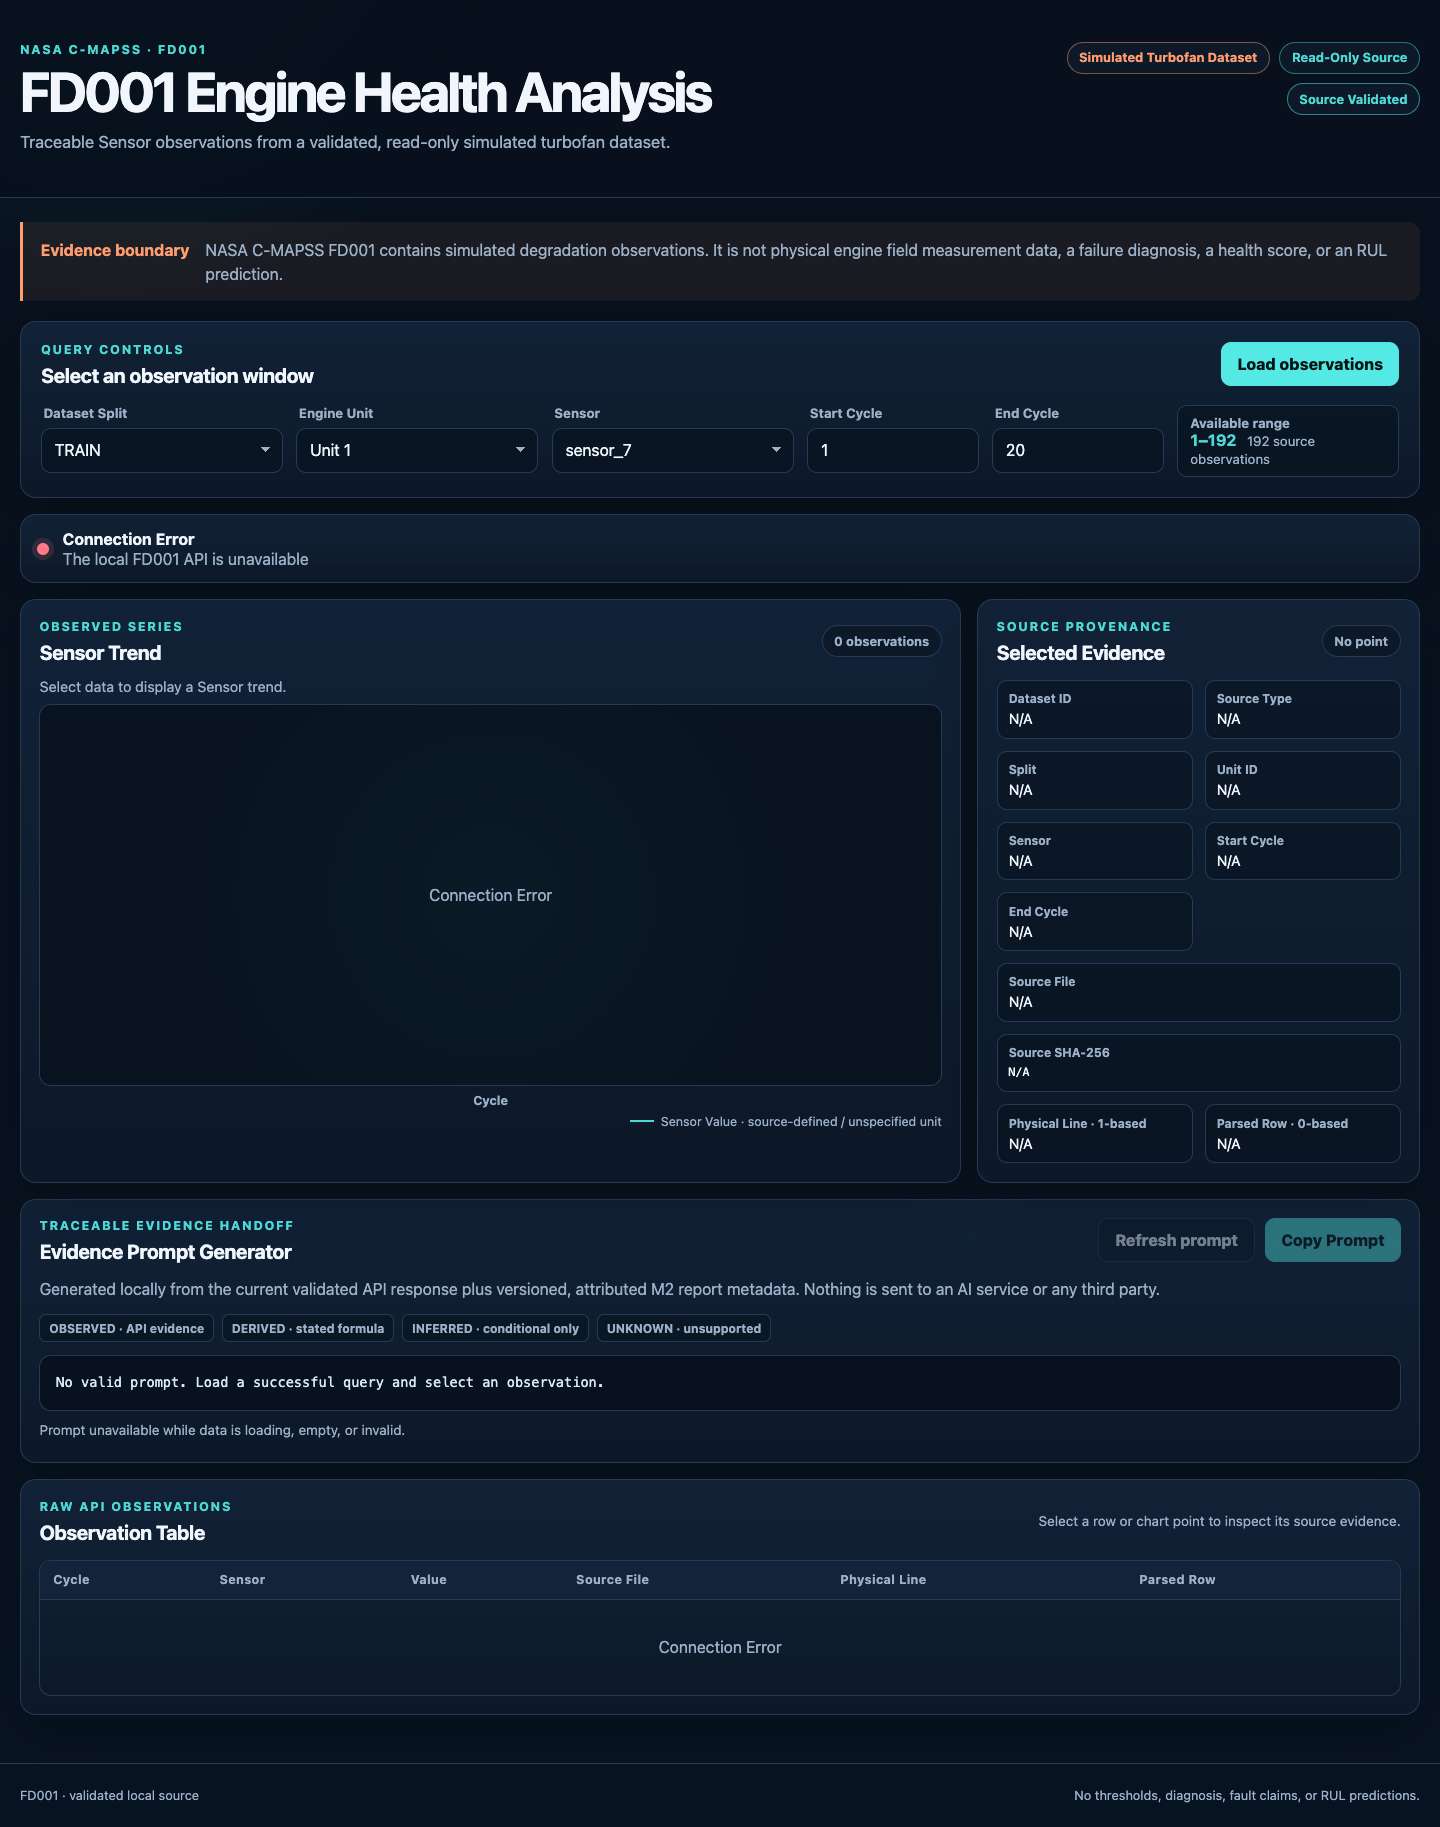 NASA C-MAPSS · FD001
FD001 Engine Health Analysis
Traceable Sensor observations from a validated, read-only simulated turbofan dataset.
Simulated Turbofan Dataset
Read-Only Source
Source Validated
Evidence boundary
NASA C-MAPSS FD001 contains simulated degradation observations. It is not physical engine field measurement data, a failure diagnosis, a health score, or an RUL
prediction.
QUERY CONTROLS
Select an observation window
Load observations
Dataset Split
TRAIN
Engine Unit
Unit 1
Sensor
sensor_7
Start Cycle
1
End Cycle
20
Available range
1–192 192 source
observations
Connection Error
The local FD001 API is unavailable
OBSERVED SERIES
Sensor Trend
0 observations
Select data to display a Sensor trend.
Connection Error
Cycle
Sensor Value · source-defined / unspecified unit
SOURCE PROVENANCE
Selected Evidence
No point
Dataset ID
N/A
Source Type
N/A
Split
N/A
Unit ID
N/A
Sensor
N/A
Start Cycle
N/A
End Cycle
N/A
Source File
N/A
Source SHA-256
N/A
Physical Line · 1-based
N/A
Parsed Row · 0-based
N/A
TRACEABLE EVIDENCE HANDOFF
Evidence Prompt Generator
Refresh prompt
Copy Prompt
Generated locally from the current validated API response plus versioned, attributed M2 report metadata. Nothing is sent to an AI service or any third party.
OBSERVED · API evidence
DERIVED · stated formula
INFERRED · conditional only
UNKNOWN · unsupported
No valid prompt. Load a successful query and select an observation.
Prompt unavailable while data is loading, empty, or invalid.
RAW API OBSERVATIONS
Observation Table
Select a row or chart point to inspect its source evidence.
Cycle Sensor Value Source File Physical Line Parsed Row
Connection Error
FD001 · validated local source
No thresholds, diagnosis, fault claims, or RUL predictions.